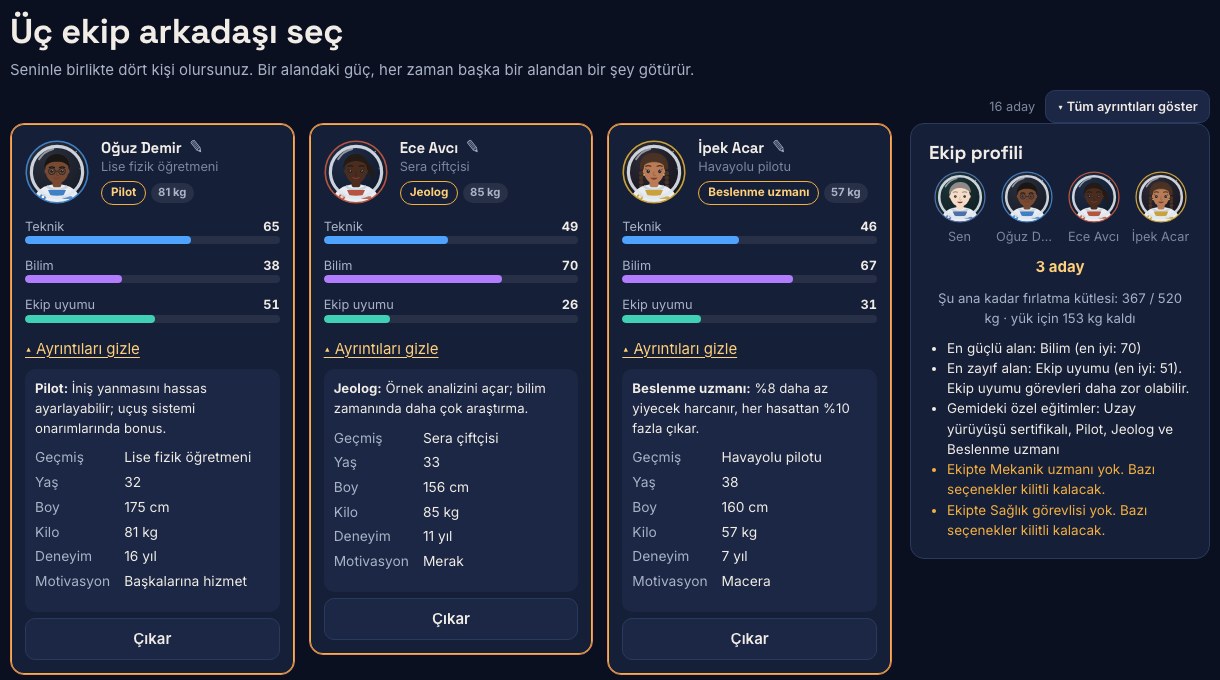 Üç ekip arkadaşı seç
Seninle birlikte dört kişi olursunuz. Bir alandaki güç, her zaman başka bir alandan bir şey götürür.
16 aday
Tüm ayrıntıları göster
Oğuz Demir
Lise fizik öğretmeni
Pilot 81 kg
Teknik 65
Bilim 38
Ekip uyumu 51
Ayrıntıları gizle
Pilot: İniş yanmasını hassas
ayarlayabilir; uçuş sistemi
onarımlarında bonus.
Geçmiş Lise fizik öğretmeni
Yaş 32
Boy 175 cm
Kilo 81 kg
Deneyim 16 yıl
Motivasyon Başkalarına hizmet
Çıkar
Ece Avcı
Sera çiftçisi
Jeolog 85 kg
Teknik 49
Bilim 70
Ekip uyumu 26
Ayrıntıları gizle
Jeolog: Örnek analizini açar; bilim
zamanında daha çok araştırma.
Geçmiş Sera çiftçisi
Yaş 33
Boy 156 cm
Kilo 85 kg
Deneyim 11 yıl
Motivasyon Merak
Çıkar
İpek Acar
Havayolu pilotu
Beslenme uzmanı 57 kg
Teknik 46
Bilim 67
Ekip uyumu 31
Ayrıntıları gizle
Beslenme uzmanı: %8 daha az
yiyecek harcanır, her hasattan %10
fazla çıkar.
Geçmiş Havayolu pilotu
Yaş 38
Boy 160 cm
Kilo 57 kg
Deneyim 7 yıl
Motivasyon Macera
Çıkar
Ekip profili
Sen Oğuz D... Ece Avcı İpek Acar
3 aday
Şu ana kadar fırlatma kütlesi: 367 / 520
kg · yük için 153 kg kaldı
• En güçlü alan: Bilim (en iyi: 70)
• En zayıf alan: Ekip uyumu (en iyi: 51).
Ekip uyumu görevleri daha zor olabilir.
• Gemideki özel eğitimler: Uzay
yürüyüşü sertifikalı, Pilot, Jeolog ve
Beslenme uzmanı
• Ekipte Mekanik uzmanı yok. Bazı
seçenekler kilitli kalacak.
• Ekipte Sağlık görevlisi yok. Bazı
seçenekler kilitli kalacak.